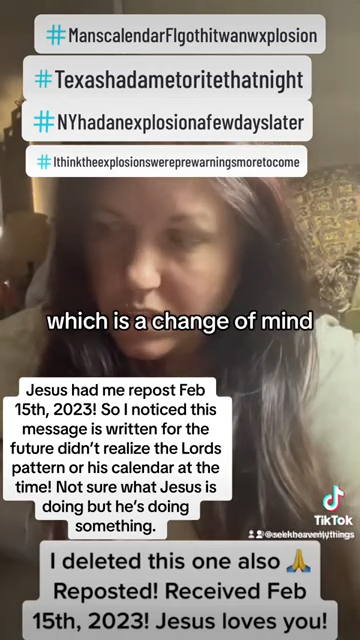 #ManscalendarFIgothitwanwxplosion
#Texashadametoritethatnight
#NYhadanexplosionafewdayslater
#Ithinktheexplosionswereprewarningsmoretocome
which is a change of mind
Jesus had me repost Feb
15th, 2023! So I noticed this
message is written for the
future didn’t realize the Lords
pattern or his calendar at the
time! Not sure what Jesus is
doing but he’s doing
something.
TikTok
@seekheavenlythings
I deleted this one also 🙏
Reposted! Received Feb
15th, 2023! Jesus loves you!